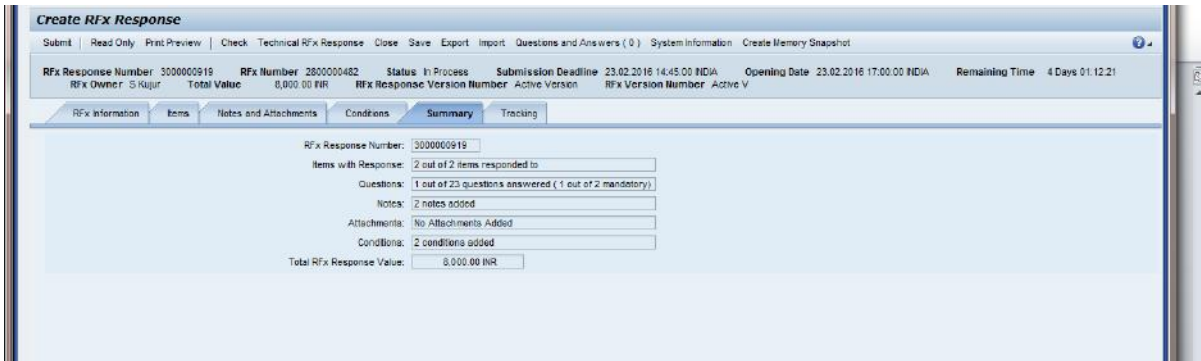 Create RFx Response
Submit | Read Only Print Preview | Check Technical RFx Response Close Save Export Import Questions and Answers ( 0 ) System Information Create Memory Snapshot
RFx Response Number 3000000919 RFx Number 2800000482 Status In Process Submission Deadline 23.02.2016 14:45:00 INDIA Opening Date 23.02.2016 17:00:00 INDIA Remaining Time 4 Days 01:12:21
RFx Owner S Kujur Total Value 8,000.00 INR RFx Response Version Number Active Version RFx Version Number Active V
RFx Information Items Notes and Attachments Conditions Summary Tracking
RFx Response Number: 3000000919
Items with Response: 2 out of 2 items responded to
Questions: 1 out of 23 questions answered ( 1 out of 2 mandatory)
Notes: 2 notes added
Attachments: No Attachments Added
Conditions: 2 conditions added
Total RFx Response Value: 8,000.00 INR